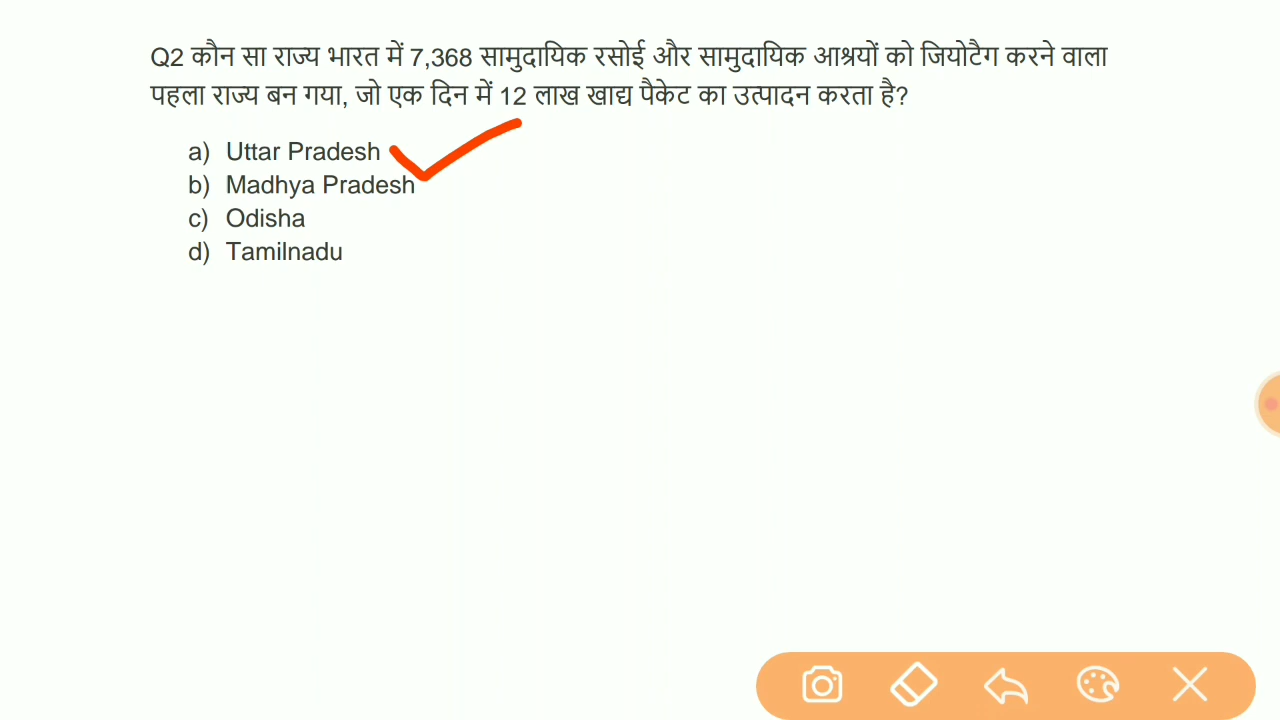 Q2 कौन सा राज्य भारत में 7,368 सामुदायिक रसोई और सामुदायिक आश्रयों को जियोटैग करने वाला
पहला राज्य बन गया, जो एक दिन में 12 लाख खाद्य पैकेट का उत्पादन करता है?
a) Uttar Pradesh
b) Madhya Pradesh
c) Odisha
d) Tamilnadu